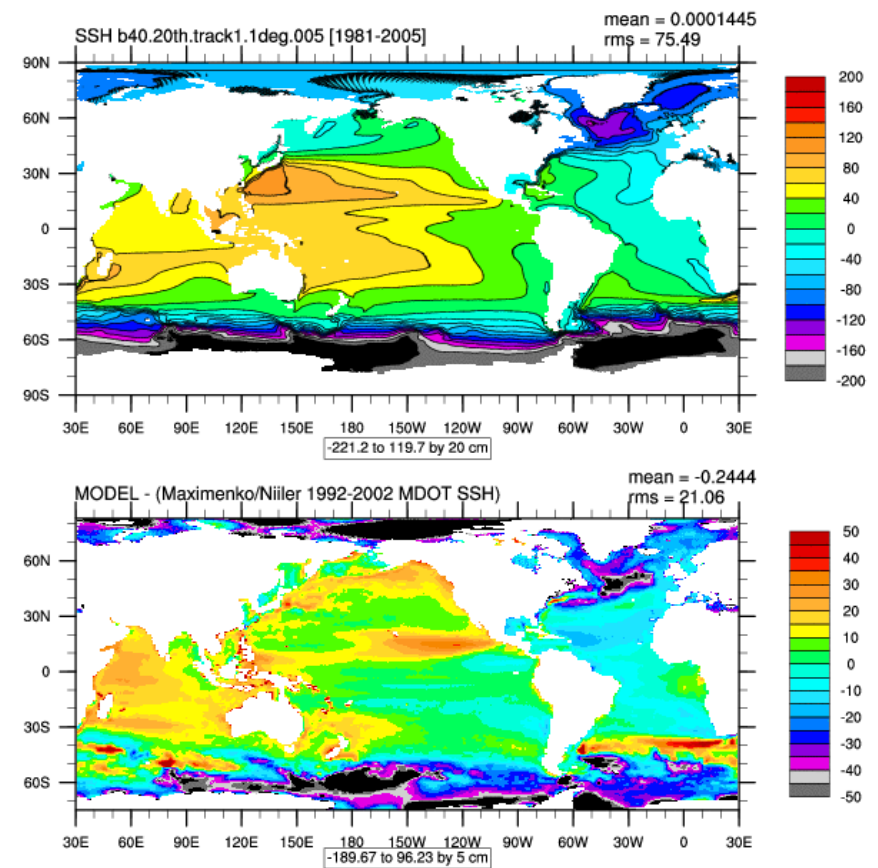 mean = 0.0001445
SSH b40.20th.track1.1deg.005 [1981-2005]
rms = 75.49
90N
60N
30N
0
30S
60S
90S
30E 60E 90E 120E 150E 180 150W 120W 90W 60W 30W 0 30E
-221.2 to 119.7 by 20 cm
200
160
120
80
40
0
-40
-80
-120
-160
-200
mean = -0.2444
MODEL - (Maximenko/Niiler 1992-2002 MDOT SSH)
rms = 21.06
60N
30N
0
30S
60S
30E 60E 90E 120E 150E 180 150W 120W 90W 60W 30W 0 30E
-189.67 to 96.23 by 5 cm
50
40
30
20
10
0
-10
-20
-30
-40
-50